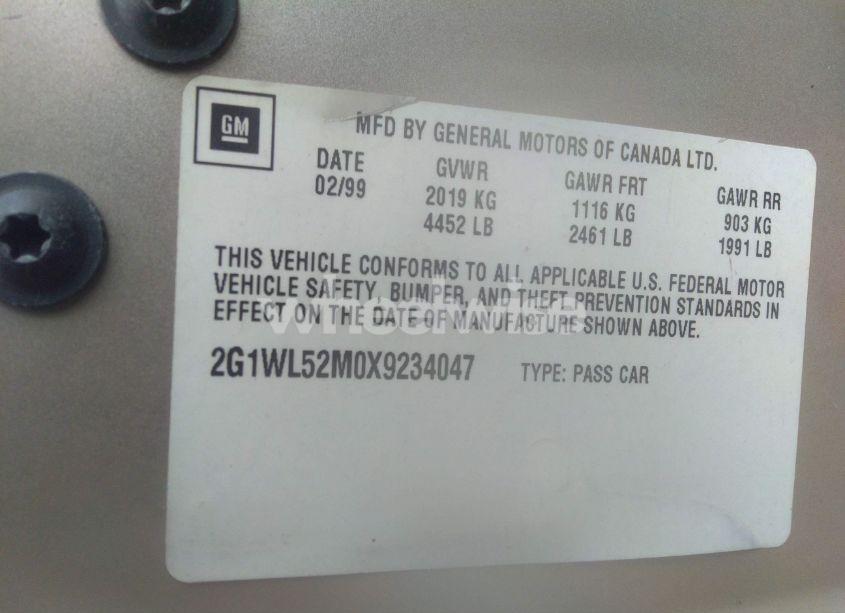 GM
MFD BY GENERAL MOTORS OF CANADA LTD.
DATE GVWR GAWR FRT GAWR RR
02/99 2019 KG 1116 KG 903 KG
4452 LB 2461 LB 1991 LB
THIS VEHICLE CONFORMS TO ALL APPLICABLE U.S. FEDERAL MOTOR
VEHICLE SAFETY, BUMPER, AND THEFT PREVENTION STANDARDS IN
EFFECT ON THE DATE OF MANUFACTURE SHOWN ABOVE.
wheelwise
2G1WL52M0X9234047 TYPE: PASS CAR